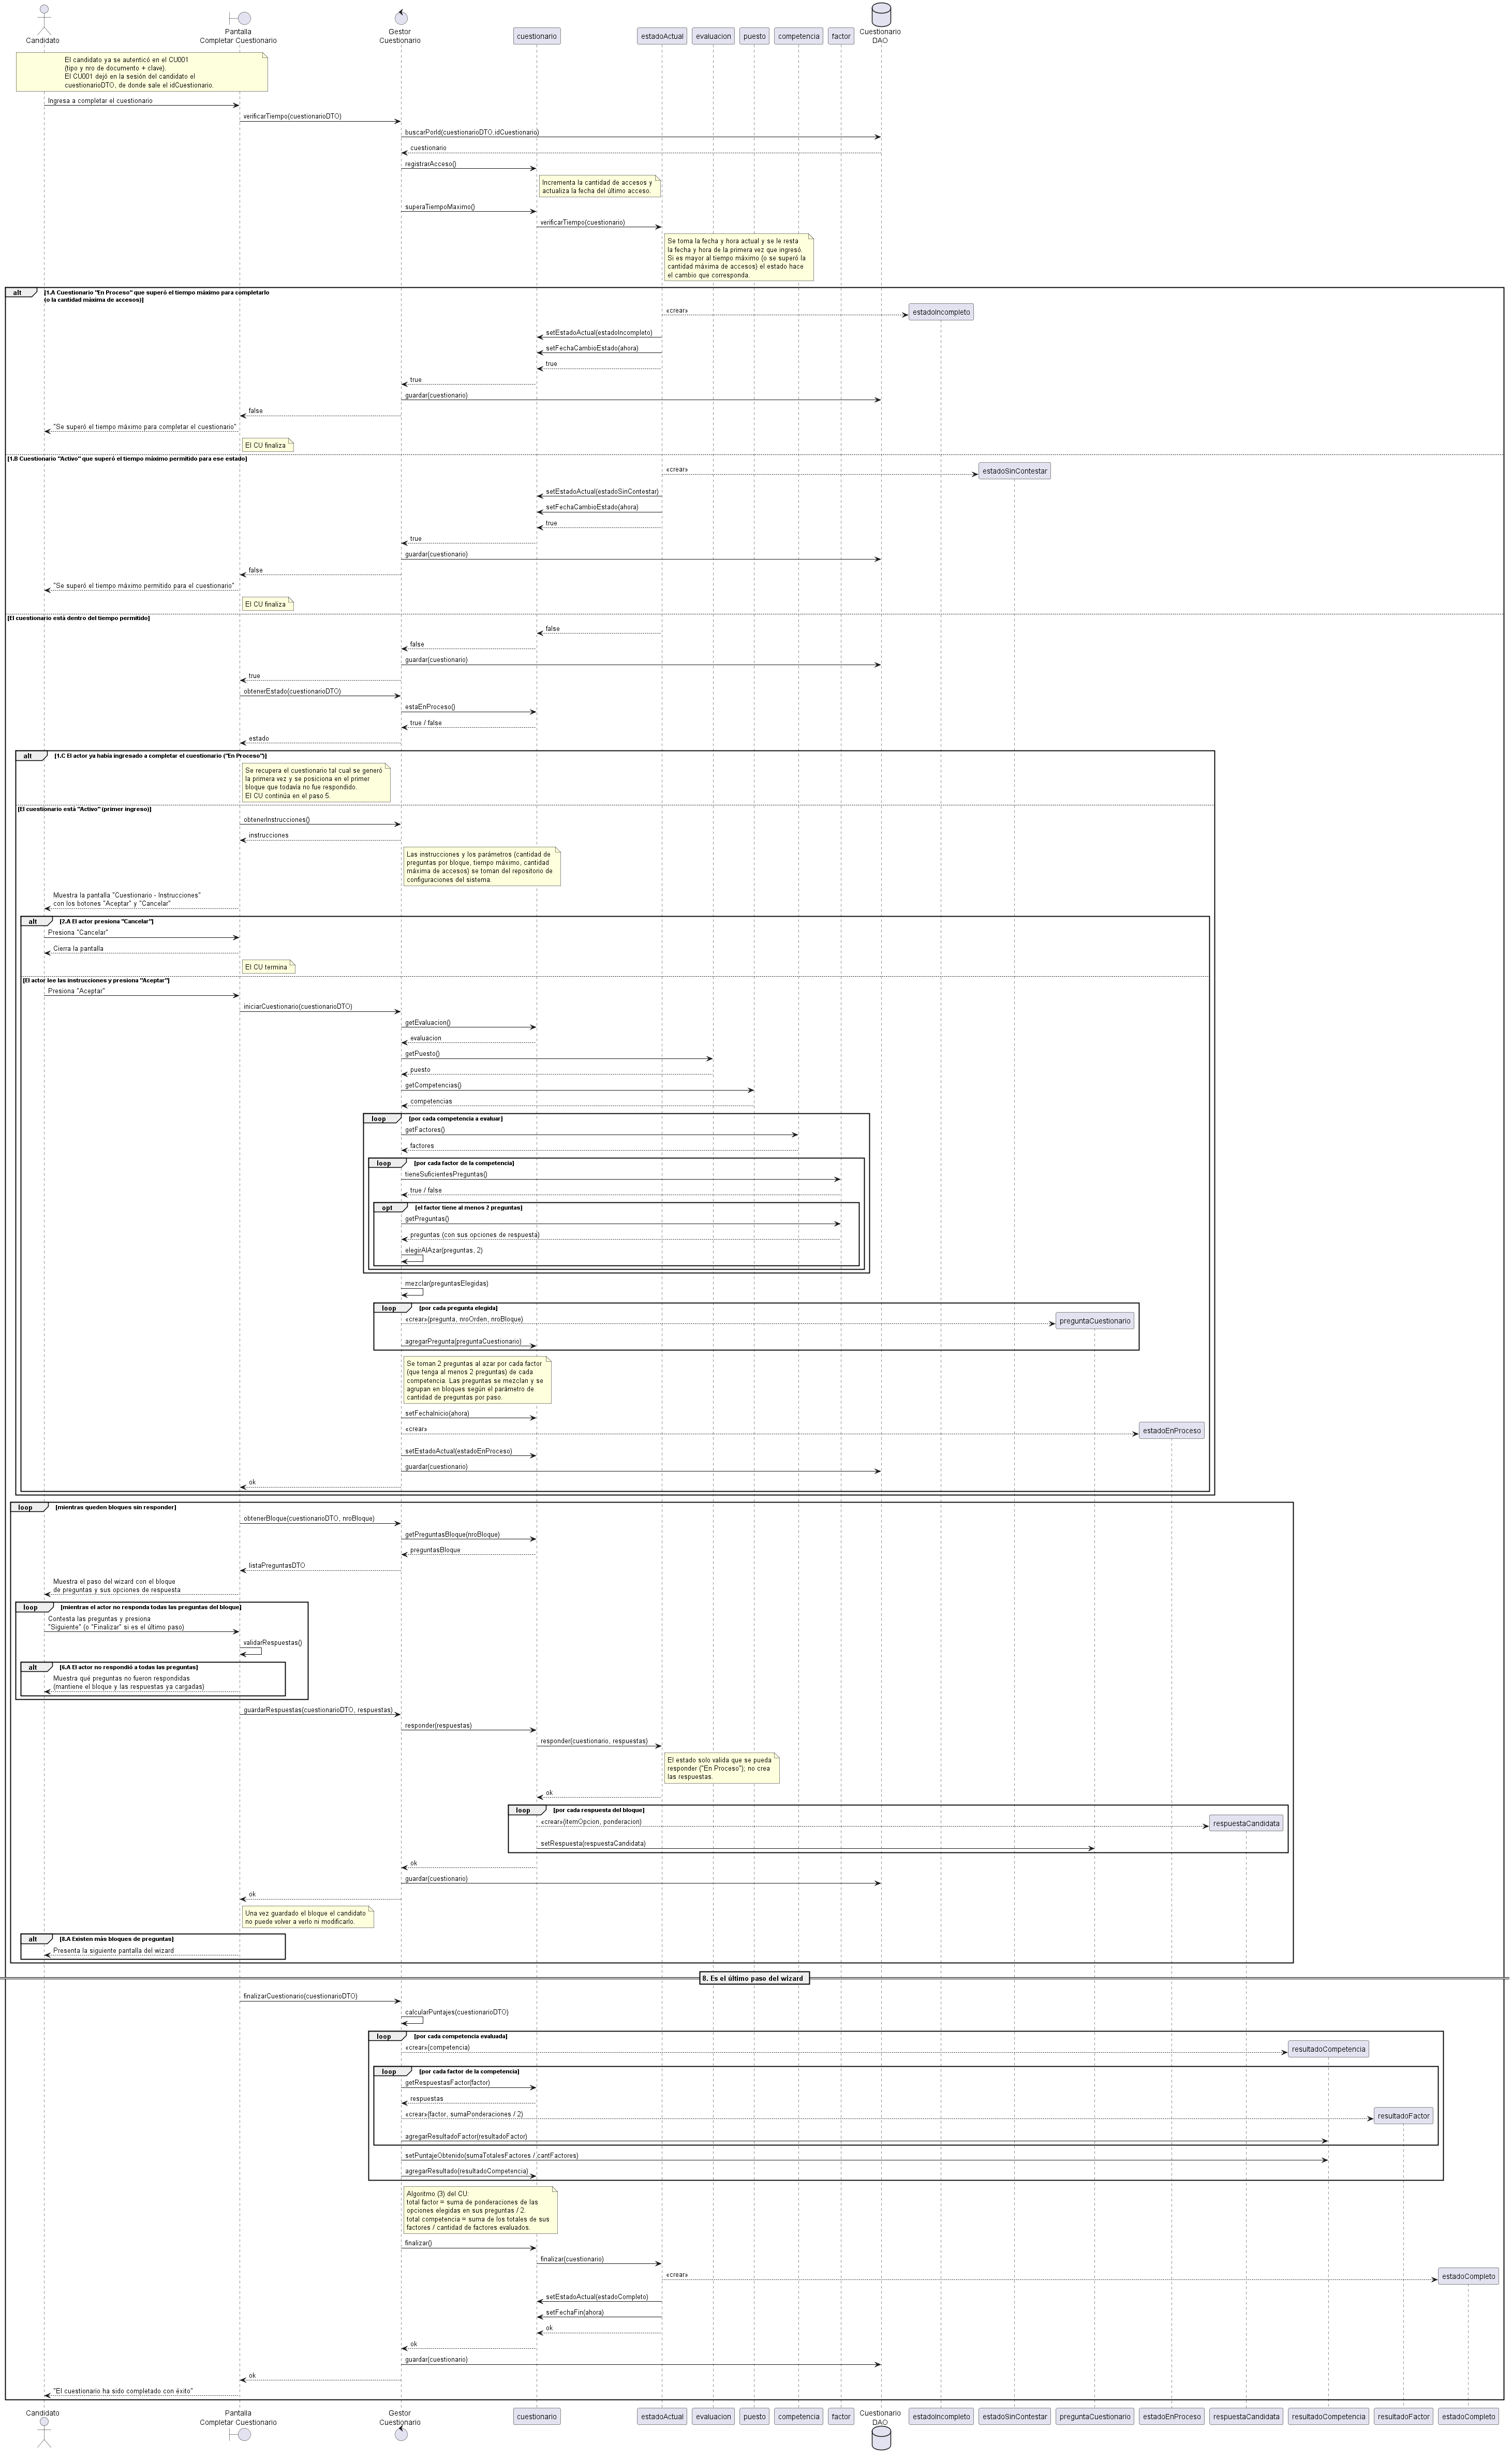 Candidato
Pantalla
Completar Cuestionario
Gestor
Cuestionario
cuestionario
estadoActual
evaluacion
puesto
competencia
factor
Cuestionario
DAO
El candidato ya se autenticó en el CU001
(tipo y nro de documento + clave).
El CU001 dejó en la sesión del candidato el
cuestionarioDTO, de donde sale el idCuestionario.
Ingresa a completar el cuestionario
verificarTiempo(cuestionarioDTO)
buscarPorId(cuestionarioDTO.idCuestionario)
cuestionario
registrarAcceso()
Incrementa la cantidad de accesos y
actualiza la fecha del último acceso.
superaTiempoMaximo()
verificarTiempo(cuestionario)
Se toma la fecha y hora actual y se le resta
la fecha y hora de la primera vez que ingresó.
Si es mayor al tiempo máximo (o se superó la
cantidad máxima de accesos) el estado hace
el cambio que corresponda.
alt [1.A Cuestionario "En Proceso" que superó el tiempo máximo para completarlo
(o la cantidad máxima de accesos)]
«crear»
estadoIncompleto
setEstadoActual(estadoIncompleto)
setFechaCambioEstado(ahora)
true
true
guardar(cuestionario)
false
"Se superó el tiempo máximo para completar el cuestionario"
El CU finaliza
[1.B Cuestionario "Activo" que superó el tiempo máximo permitido para ese estado]
«crear»
estadoSinContestar
setEstadoActual(estadoSinContestar)
setFechaCambioEstado(ahora)
true
true
guardar(cuestionario)
false
"Se superó el tiempo máximo permitido para el cuestionario"
El CU finaliza
[El cuestionario está dentro del tiempo permitido]
false
false
guardar(cuestionario)
true
obtenerEstado(cuestionarioDTO)
estaEnProceso()
true / false
estado
alt [1.C El actor ya había ingresado a completar el cuestionario ("En Proceso")]
Se recupera el cuestionario tal cual se generó
la primera vez y se posiciona en el primer
bloque que todavía no fue respondido.
El CU continúa en el paso 5.
[El cuestionario está "Activo" (primer ingreso)]
obtenerInstrucciones()
instrucciones
Las instrucciones y los parámetros (cantidad de
preguntas por bloque, tiempo máximo, cantidad
máxima de accesos) se toman del repositorio de
configuraciones del sistema.
Muestra la pantalla "Cuestionario - Instrucciones"
con los botones "Aceptar" y "Cancelar"
alt [2.A El actor presiona "Cancelar"]
Presiona "Cancelar"
Cierra la pantalla
El CU termina
[El actor lee las instrucciones y presiona "Aceptar"]
Presiona "Aceptar"
iniciarCuestionario(cuestionarioDTO)
getEvaluacion()
evaluacion
getPuesto()
puesto
getCompetencias()
competencias
loop [por cada competencia a evaluar]
getFactores()
factores
loop [por cada factor de la competencia]
tieneSuficientesPreguntas()
true / false
opt [el factor tiene al menos 2 preguntas]
getPreguntas()
preguntas (con sus opciones de respuesta)
elegirAlAzar(preguntas, 2)
mezclar(preguntasElegidas)
loop [por cada pregunta elegida]
«crear»(pregunta, nroOrden, nroBloque)
preguntaCuestionario
agregarPregunta(preguntaCuestionario)
Se toman 2 preguntas al azar por cada factor
(que tenga al menos 2 preguntas) de cada
competencia. Las preguntas se mezclan y se
agrupan en bloques según el parámetro de
cantidad de preguntas por paso.
setFechaInicio(ahora)
«crear»
estadoEnProceso
setEstadoActual(estadoEnProceso)
guardar(cuestionario)
ok
loop [mientras queden bloques sin responder]
obtenerBloque(cuestionarioDTO, nroBloque)
getPreguntasBloque(nroBloque)
preguntasBloque
listaPreguntasDTO
Muestra el paso del wizard con el bloque
de preguntas y sus opciones de respuesta
loop [mientras el actor no responda todas las preguntas del bloque]
Contesta las preguntas y presiona
"Siguiente" (o "Finalizar" si es el último paso)
validarRespuestas()
alt [6.A El actor no respondió a todas las preguntas]
Muestra qué preguntas no fueron respondidas
(mantiene el bloque y las respuestas ya cargadas)
guardarRespuestas(cuestionarioDTO, respuestas)
responder(respuestas)
responder(cuestionario, respuestas)
El estado solo valida que se pueda
responder ("En Proceso"); no crea
las respuestas.
ok
loop [por cada respuesta del bloque]
«crear»(itemOpcion, ponderacion)
respuestaCandidata
setRespuesta(respuestaCandidata)
ok
guardar(cuestionario)
ok
Una vez guardado el bloque el candidato
no puede volver a verlo ni modificarlo.
alt [8.A Existen más bloques de preguntas]
Presenta la siguiente pantalla del wizard
8. Es el último paso del wizard
finalizarCuestionario(cuestionarioDTO)
calcularPuntajes(cuestionarioDTO)
loop [por cada competencia evaluada]
«crear»(competencia)
resultadoCompetencia
loop [por cada factor de la competencia]
getRespuestasFactor(factor)
respuestas
«crear»(factor, sumaPonderaciones / 2)
resultadoFactor
agregarResultadoFactor(resultadoFactor)
setPuntajeObtenido(sumaTotalesFactores / cantFactores)
agregarResultado(resultadoCompetencia)
Algoritmo (3) del CU:
total factor = suma de ponderaciones de las
opciones elegidas en sus preguntas / 2.
total competencia = suma de los totales de sus
factores / cantidad de factores evaluados.
finalizar()
finalizar(cuestionario)
«crear»
estadoCompleto
setEstadoActual(estadoCompleto)
setFechaFin(ahora)
ok
ok
guardar(cuestionario)
ok
"El cuestionario ha sido completado con éxito"
Candidato
Pantalla
Completar Cuestionario
Gestor
Cuestionario
cuestionario
estadoActual
evaluacion
puesto
competencia
factor
Cuestionario
DAO
estadoIncompleto
estadoSinContestar
preguntaCuestionario
estadoEnProceso
respuestaCandidata
resultadoCompetencia
resultadoFactor
estadoCompleto